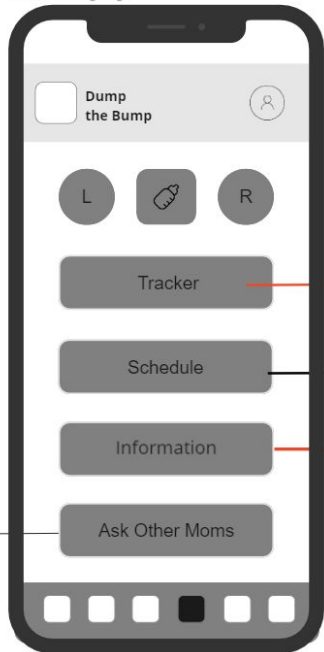 Dump
the Bump
L
R
Tracker
Schedule
Information
Ask Other Moms